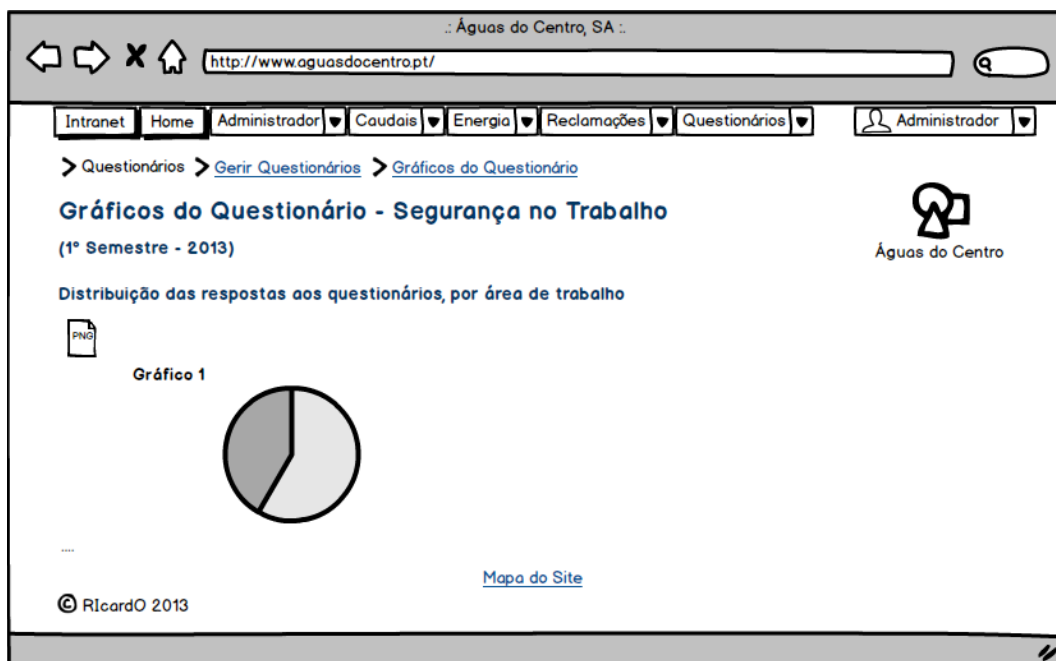 .: Águas do Centro, SA :.
http://www.aguasdocentro.pt/
Intranet Home Administrador Caudais Energia Reclamações Questionários Administrador
Questionários Gerir Questionários Gráficos do Questionário
Gráficos do Questionário - Segurança no Trabalho
(1º Semestre - 2013)
Águas do Centro
Distribuição das respostas aos questionários, por área de trabalho
PNG
Gráfico 1
....
Mapa do Site
© RIcardO 2013